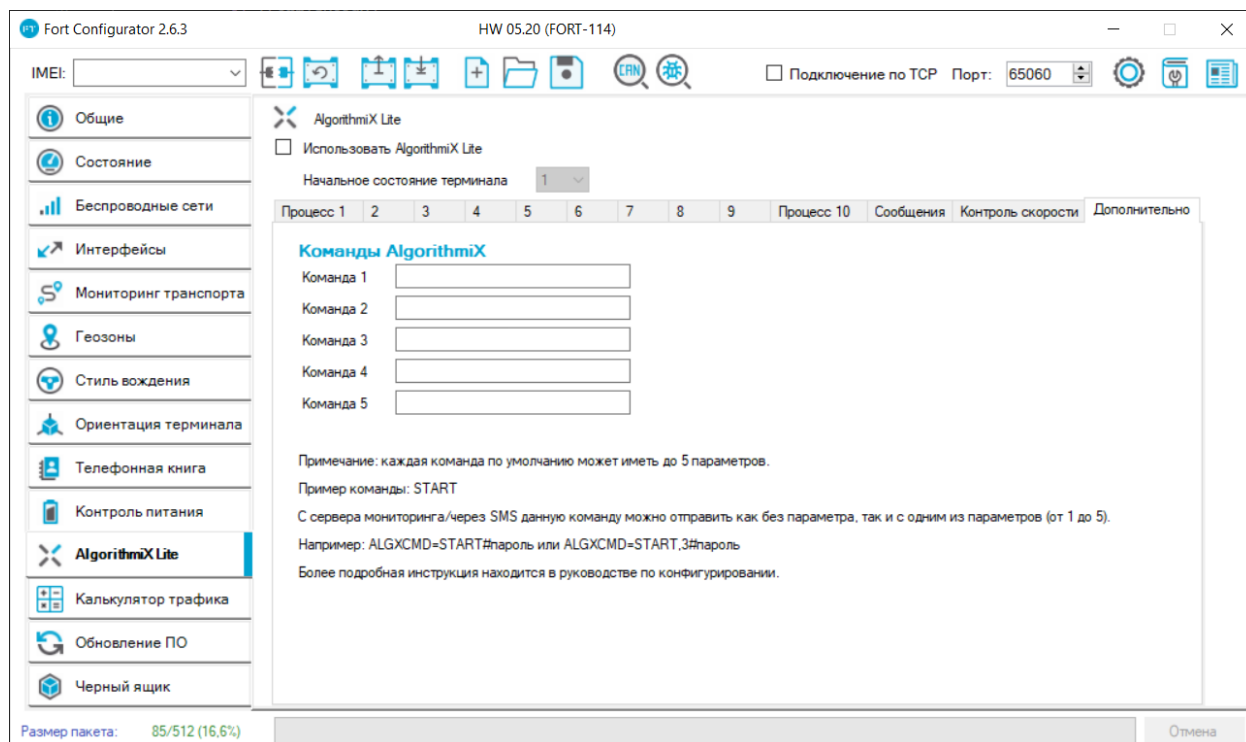 FT Fort Configurator 2.6.3 HW 05.20 (FORT-114)
IMEI: CAN Подключение по TCP Порт: 65060
Общие
Состояние
Беспроводные сети
Интерфейсы
Мониторинг транспорта
Геозоны
Стиль вождения
Ориентация терминала
Телефонная книга
Контроль питания
AlgorithmiX Lite
Калькулятор трафика
Обновление ПО
Черный ящик
AlgorithmiX Lite
Использовать AlgorithmiX Lite
Начальное состояние терминала 1
Процесс 1 2 3 4 5 6 7 8 9 Процесс 10 Сообщения Контроль скорости Дополнительно
Команды AlgorithmiX
Команда 1
Команда 2
Команда 3
Команда 4
Команда 5
Примечание: каждая команда по умолчанию может иметь до 5 параметров.
Пример команды: START
С сервера мониторинга/через SMS данную команду можно отправить как без параметра, так и с одним из параметров (от 1 до 5).
Например: ALGXCMD=START#пароль или ALGXCMD=START,3#пароль
Более подробная инструкция находится в руководстве по конфигурировании.
Размер пакета: 85/512 (16,6%) Отмена